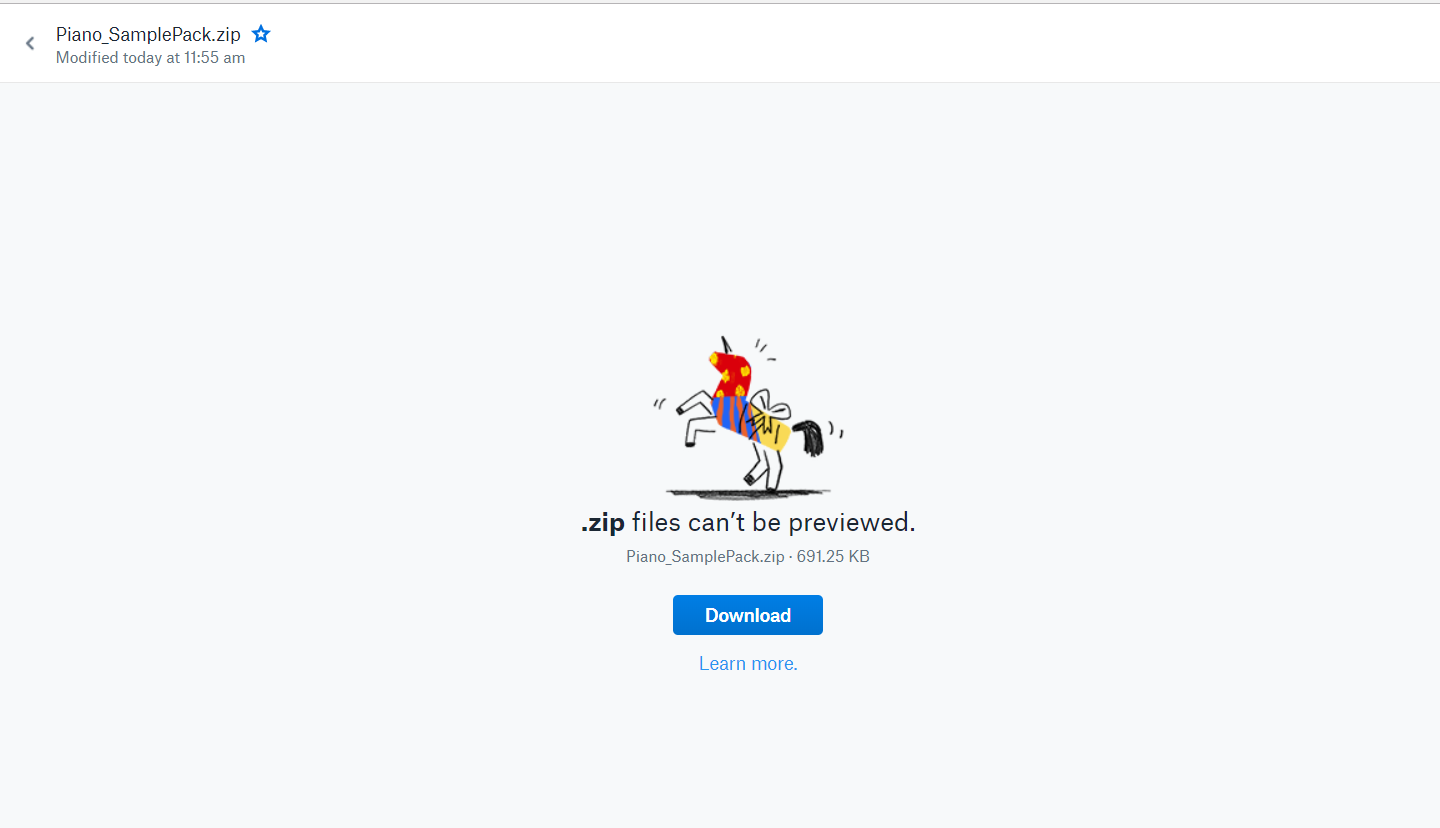 Piano_SamplePack.zip
Modified today at 11:55 am
.zip files can’t be previewed.
Piano_SamplePack.zip · 691.25 KB
Download
Learn more.